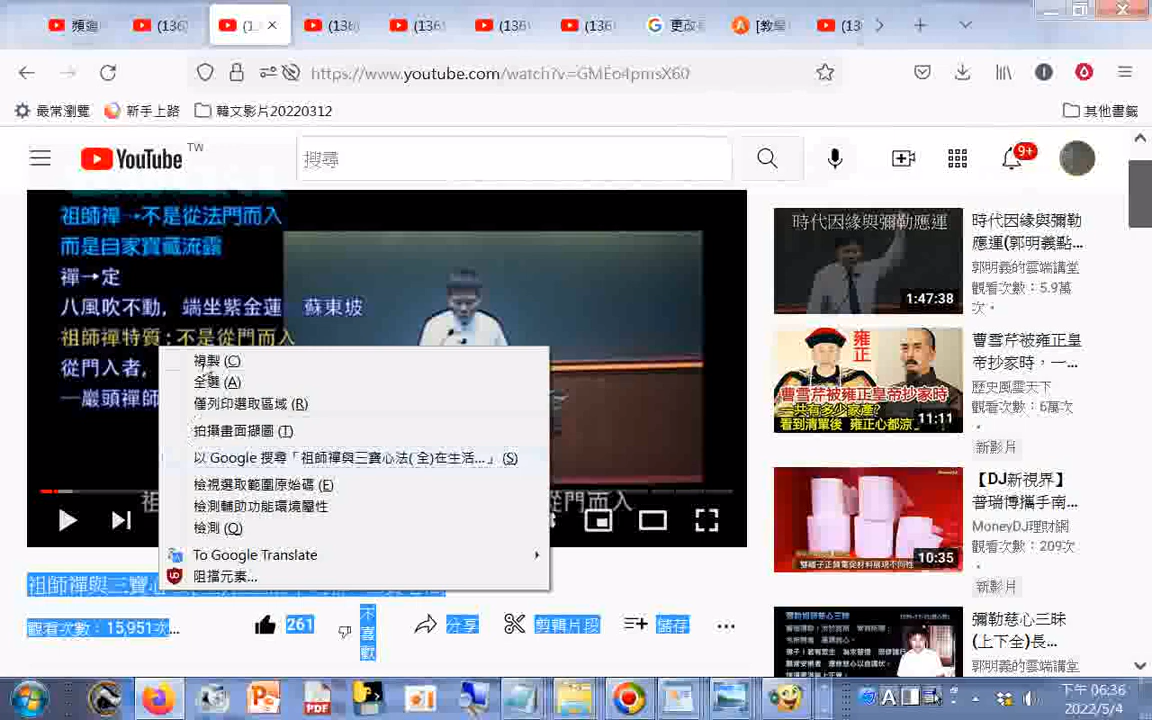 頻道
(136)
(1
(136
(136
(136
(136
更改
[教學
(13
https://www.youtube.com/watch?v=GMEo4pmsX60
最常瀏覽
新手上路
韓文影片20220312
其他書籤
YouTube TW
搜尋
9+
祖師禪→不是從法門而入
而是自家寶藏流露
禪→定
八風吹不動, 端坐紫金蓮 蘇東坡
祖師禪特質:不是從門而入
從門入者,
一巖頭禪師
複製 (C)
全選 (A)
僅列印選取區域 (R)
拍攝畫面擷圖 (T)
以 Google 搜尋「祖師禪與三寶心法( 全)在生活...」 (S)
檢視選取範圍原始碼 (E)
檢測輔助功能環境屬性
檢測 (Q)
To Google Translate
阻擋元素...
祖
從門而入
祖師禪與三寶心
觀看次數:15,951次...
261
不喜歡
分享
剪輯片段
儲存
時代因緣與彌勒應運
1:47:38
時代因緣與彌勒
應運(郭明義點...
郭明義的雲端講堂
觀看次數:5.9萬
次・
雍正
曹雪芹被雍正皇帝抄家時
一共有多少家產?
看到清單後 雍正心都涼
11:11
曹雪芹被雍正皇
帝抄家時,一共...
歷史風雲天下
觀看次數:6萬次・
新影片
10:35
【DJ新視界】
普瑞博攜手南...
MoneyDJ理財網
觀看次數:209次・
新影片
彌勒慈心三昧
彌勒慈心三昧
(上下全)長...
郭明義的雲端講堂
下午 06:36
2022/5/4